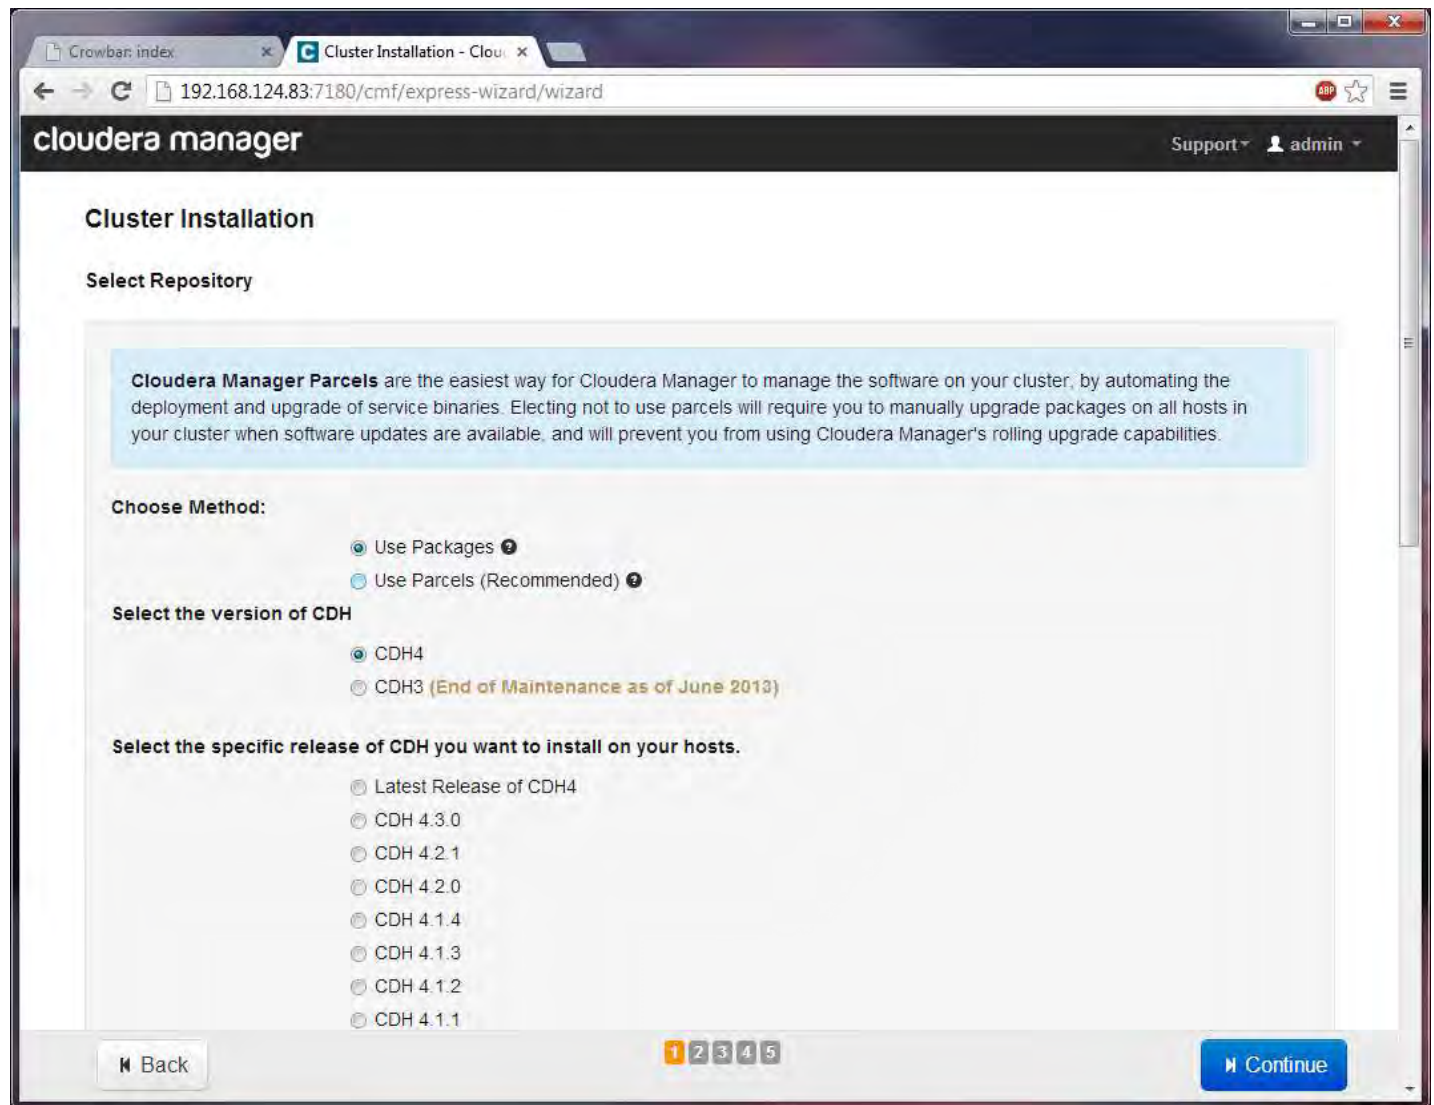 Crowbar: index
Cluster Installation - Clou
192.168.124.83:7180/cmf/express-wizard/wizard
ABP
cloudera manager
Support
admin
Cluster Installation
Select Repository
Cloudera Manager Parcels are the easiest way for Cloudera Manager to manage the software on your cluster, by automating the
deployment and upgrade of service binaries. Electing not to use parcels will require you to manually upgrade packages on all hosts in
your cluster when software updates are available, and will prevent you from using Cloudera Manager's rolling upgrade capabilities.
Choose Method:
Use Packages ?
Use Parcels (Recommended) ?
Select the version of CDH
CDH4
CDH3 (End of Maintenance as of June 2013)
Select the specific release of CDH you want to install on your hosts.
Latest Release of CDH4
CDH 4.3.0
CDH 4.2.1
CDH 4.2.0
CDH 4.1.4
CDH 4.1.3
CDH 4.1.2
CDH 4.1.1
Back
1 2 3 4 5
Continue